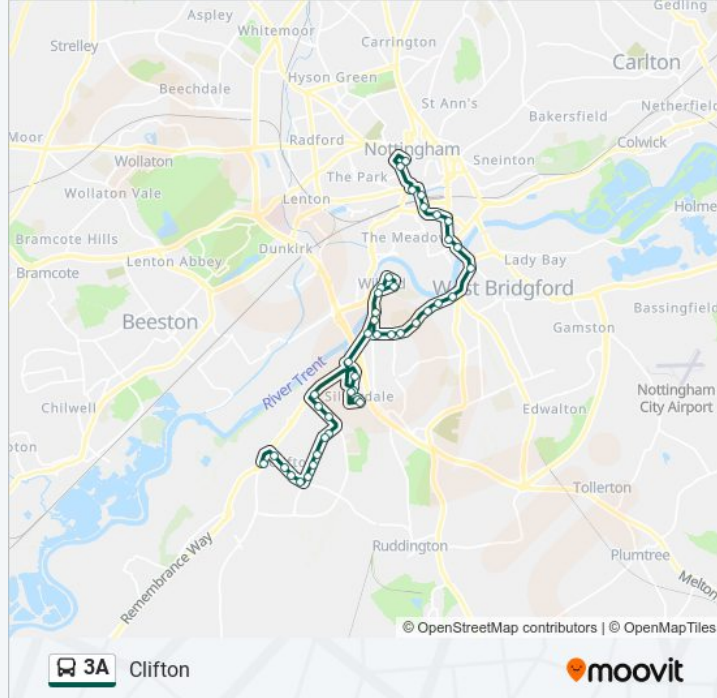 Gedling
Aspley
Whitemoor
Strelley
Carrington
Carlton
Hyson Green
Beechdale
St Ann's
Netherfield
Bakersfield
Moor
Radford
Nottingham
Colwick
Wollaton
Sneinton
The Park
Wollaton Vale
Lenton
Holme
Bramcote Hills
Dunkirk
The Meadow
Lenton Abbey
Lady Bay
Bramcote
West Bridgford
Bassingfield
Beeston
Gamston
River Trent
Nottingham
City Airport
Chilwell
Edwalton
Tollerton
Ruddington
Plumtree
Remembrance Way
Melton
© OpenStreetMap contributors | © OpenMapTiles
3A Clifton
moovit